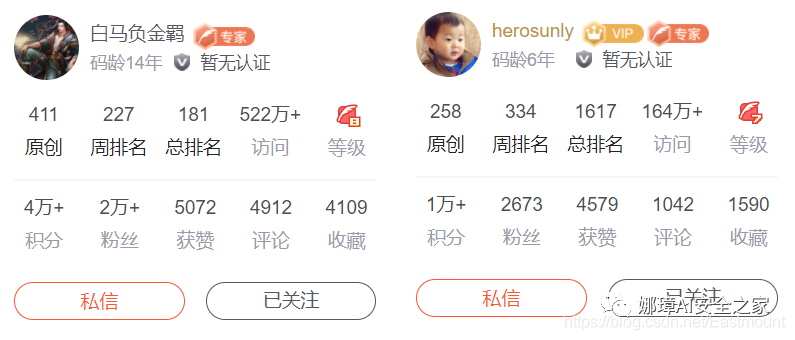 白马负金羁 专家
码龄14年 暂无认证
411 227 181 522万+
原创 周排名 总排名 访问 等级
4万+ 2万+ 5072 4912 4109
积分 粉丝 获赞 评论 收藏
私信 已关注
herosunly VIP 专家
码龄6年 暂无认证
258 334 1617 164万+ 7
原创 周排名 总排名 访问 等级
1万+ 2673 4579 1042 1590
积分 粉丝 获赞 评论 收藏
私信 已关注
娜璋AI安全之家
https://blog.csdn.net/Eastmount